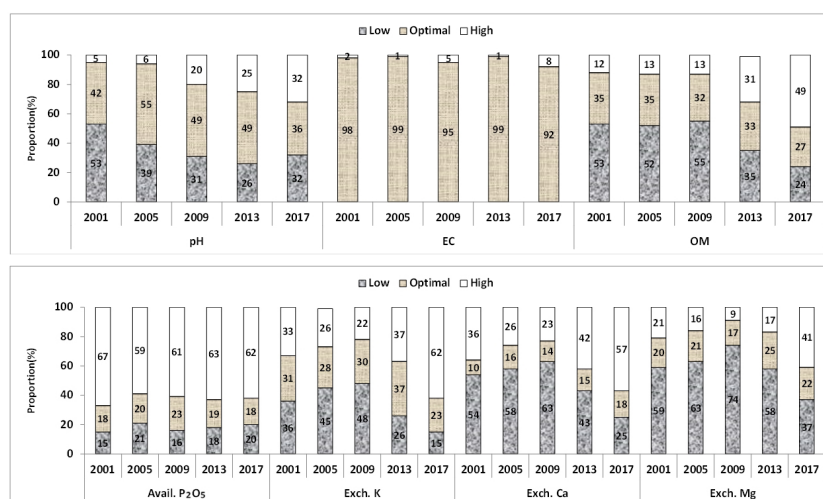 Low Optimal High
Proportion(%)
100
80
60
40
20
0
5 6 20 25 32 2 1 5 1 8 12 13 13 31 49
42 55 49 49 36 98 99 95 99 92 35 35 32 33 27
53 39 31 26 32 53 52 55 35 24
2001 2005 2009 2013 2017 2001 2005 2009 2013 2017 2001 2005 2009 2013 2017
pH EC OM
Low Optimal High
Proportion(%)
100
80
60
40
20
0
67 59 61 63 62 33 26 22 37 62 36 26 23 42 57 21 16 9 17 41
18 20 23 19 18 31 28 30 37 23 10 16 14 15 18 20 21 17 25 22
15 21 16 18 20 36 45 48 26 15 54 58 63 43 25 59 63 74 58 37
2001 2005 2009 2013 2017 2001 2005 2009 2013 2017 2001 2005 2009 2013 2017 2001 2005 2009 2013 2017
Avail. P₂O₅ Exch. K Exch. Ca Exch. Mg